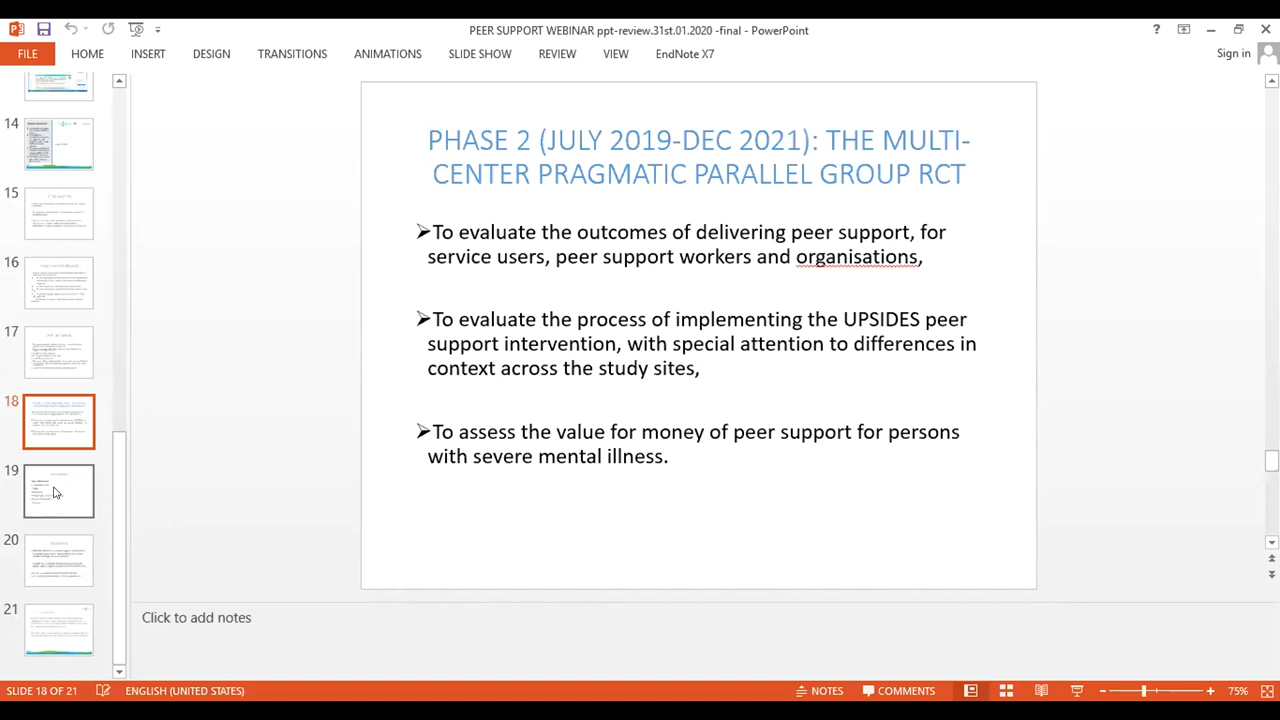 PEER SUPPORT WEBINAR ppt-review.31st.01.2020 -final - PowerPoint
FILE HOME INSERT DESIGN TRANSITIONS ANIMATIONS SLIDE SHOW REVIEW VIEW EndNote X7 Sign in
14
15
16
17
18
19
20
21
PHASE 2 (JULY 2019-DEC 2021): THE MULTI-
CENTER PRAGMATIC PARALLEL GROUP RCT
➢To evaluate the outcomes of delivering peer support, for
service users, peer support workers and organisations,
➢To evaluate the process of implementing the UPSIDES peer
support intervention, with special attention to differences in
context across the study sites,
➢To assess the value for money of peer support for persons
with severe mental illness.
Click to add notes
SLIDE 18 OF 21 ENGLISH (UNITED STATES) NOTES COMMENTS 75%